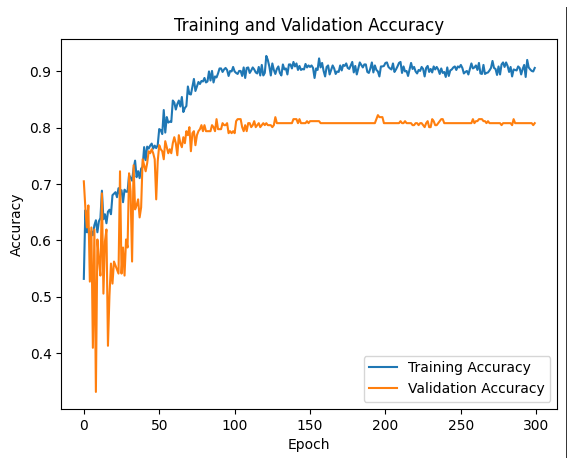 Training and Validation Accuracy
Accuracy
0.9
0.8
0.7
0.6
0.5
0.4
Training Accuracy
Validation Accuracy
0 50 100 150 200 250 300
Epoch